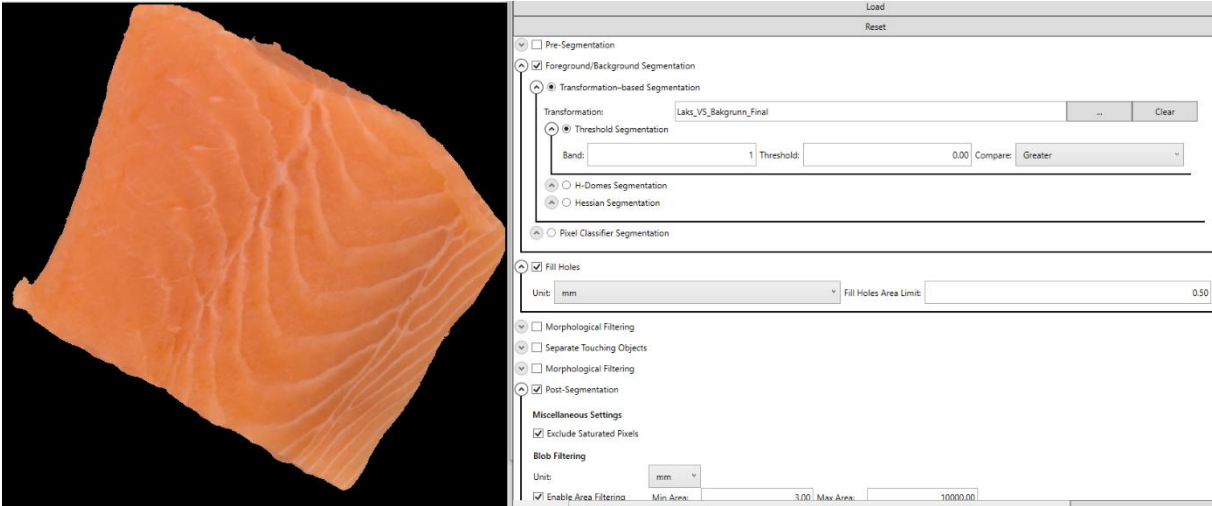 Load
Reset
Pre-Segmentation
Foreground/Background Segmentation
Transformation-based Segmentation
Transformation: Laks_VS_Bakgrunn_Final ... Clear
Threshold Segmentation
Band: 1 Threshold: 0.00 Compare: Greater
H-Domes Segmentation
Hessian Segmentation
Pixel Classifier Segmentation
Fill Holes
Unit: mm Fill Holes Area Limit: 0.50
Morphological Filtering
Separate Touching Objects
Morphological Filtering
Post-Segmentation
Miscellaneous Settings
Exclude Saturated Pixels
Blob Filtering
Unit: mm
Enable Area Filtering Min Area: 3.00 Max Area: 10000.00